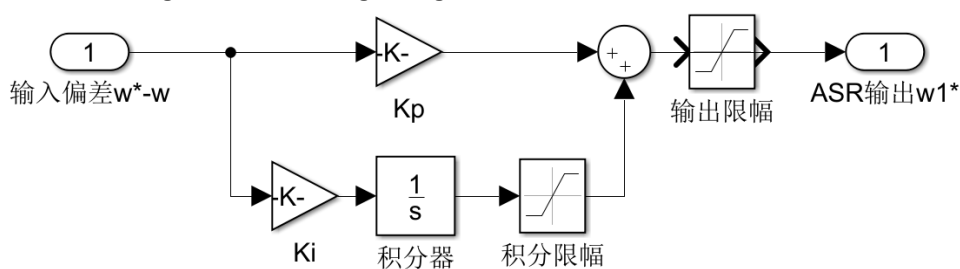 1
-K-
+
+
1
输入偏差w*-w
Kp
输出限幅
ASR输出w1*
-K-
1
s
Ki
积分器
积分限幅